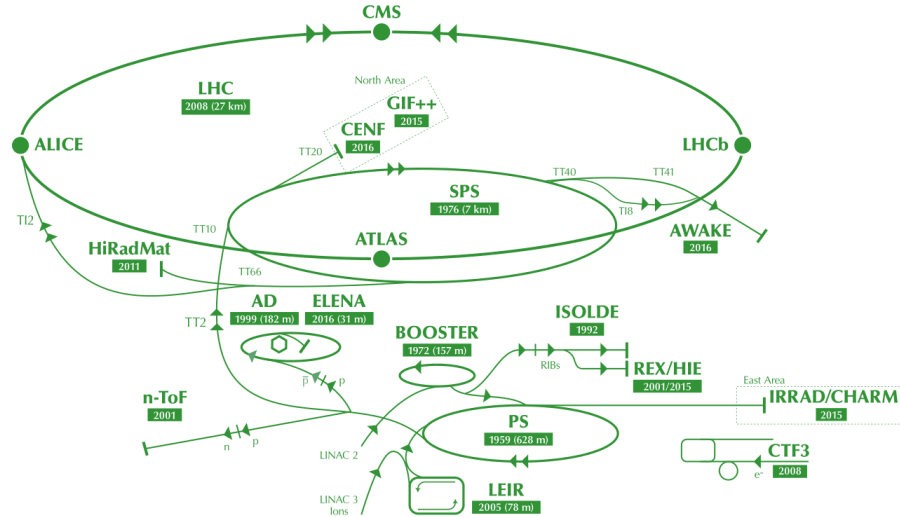 CMS
LHC
2008 (27 km)
North Area
GIF++
2015
CENF
2016
TT20
ALICE
LHCb
TT40
TT41
SPS
1976 (7 km)
TI8
TI2
TT10
AWAKE
2016
ATLAS
HiRadMat
2011
TT66
AD
1999 (182 m)
ELENA
2016 (31 m)
TT2
ISOLDE
1992
BOOSTER
1972 (157 m)
RIBs
REX/HIE
2001/2015
p̅
p
East Area
IRRAD/CHARM
2015
n-ToF
2001
PS
1959 (628 m)
n
p
LINAC 2
CTF3
2008
e-
LEIR
2005 (78 m)
LINAC 3
Ions